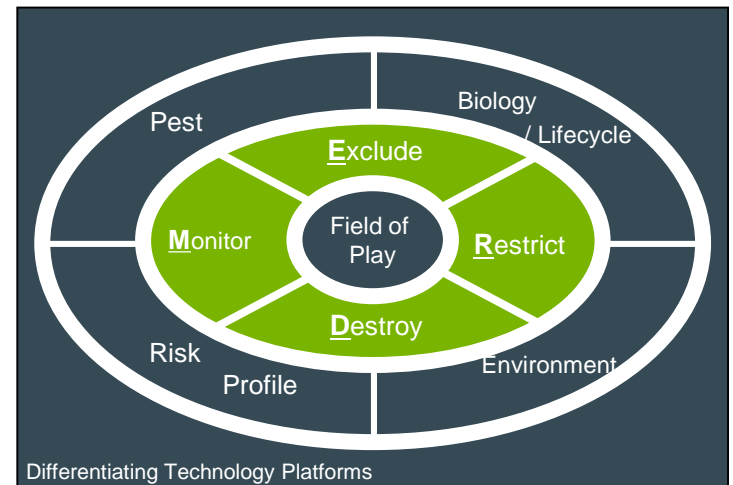 Pest
Biology
/ Lifecycle
Exclude
Monitor
Field of
Play
Restrict
Destroy
Risk
Profile
Environment
Differentiating Technology Platforms